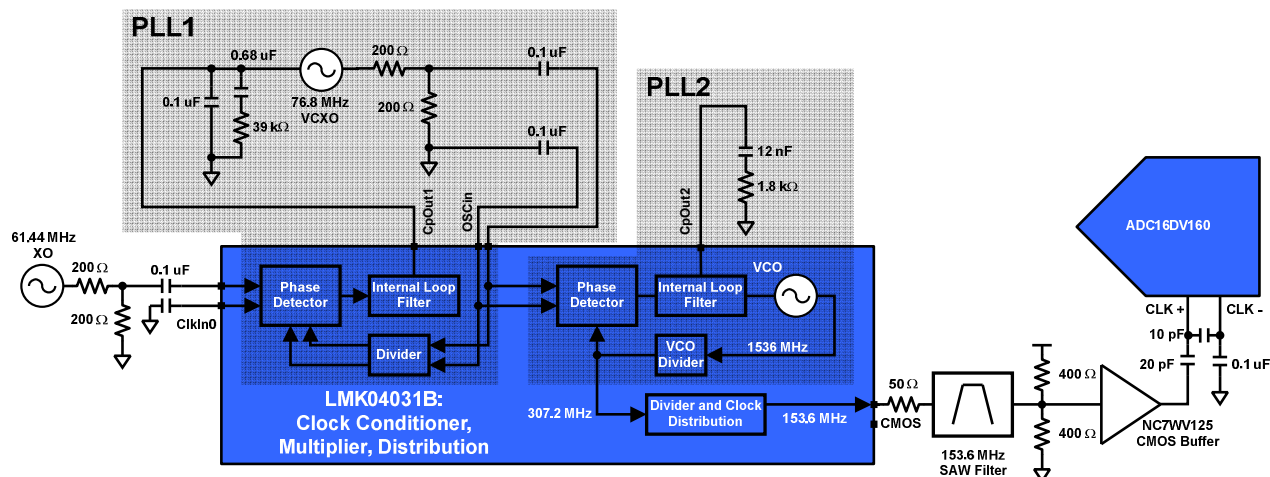 PLL1
0.68 uF
200 Ω
0.1 uF
0.1 uF
39 kΩ
76.8 MHz
VCXO
200 Ω
0.1 uF
PLL2
12 nF
1.8 kΩ
CpOut1
OSCin
CpOut2
ADC16DV160
CLK +
CLK -
10 pF
20 pF
0.1 uF
61.44 MHz
XO
200 Ω
0.1 uF
200 Ω
ClkIn0
Phase
Detector
Internal Loop
Filter
Divider
Phase
Detector
Internal Loop
Filter
VCO
VCO
Divider
1536 MHz
LMK04031B:
Clock Conditioner,
Multiplier, Distribution
307.2 MHz
Divider and Clock
Distribution
153.6 MHz
50 Ω
CMOS
153.6 MHz
SAW Filter
400 Ω
400 Ω
NC7WV125
CMOS Buffer